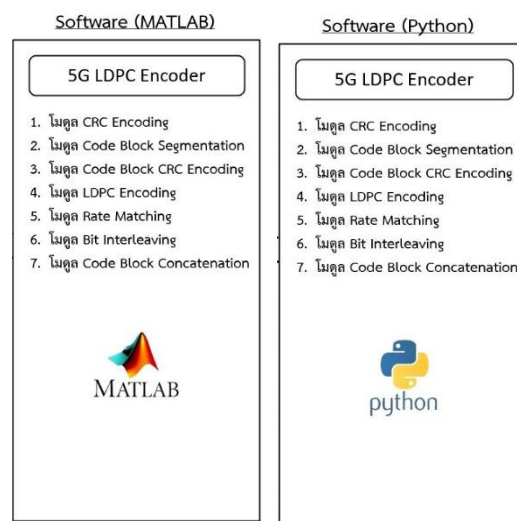 Software (MATLAB)
5G LDPC Encoder
1. โมดูล CRC Encoding
2. โมดูล Code Block Segmentation
3. โมดูล Code Block CRC Encoding
4. โมดูล LDPC Encoding
5. โมดูล Rate Matching
6. โมดูล Bit Interleaving
7. โมดูล Code Block Concatenation
MATLAB
Software (Python)
5G LDPC Encoder
1. โมดูล CRC Encoding
2. โมดูล Code Block Segmentation
3. โมดูล Code Block CRC Encoding
4. โมดูล LDPC Encoding
5. โมดูล Rate Matching
6. โมดูล Bit Interleaving
7. โมดูล Code Block Concatenation
python